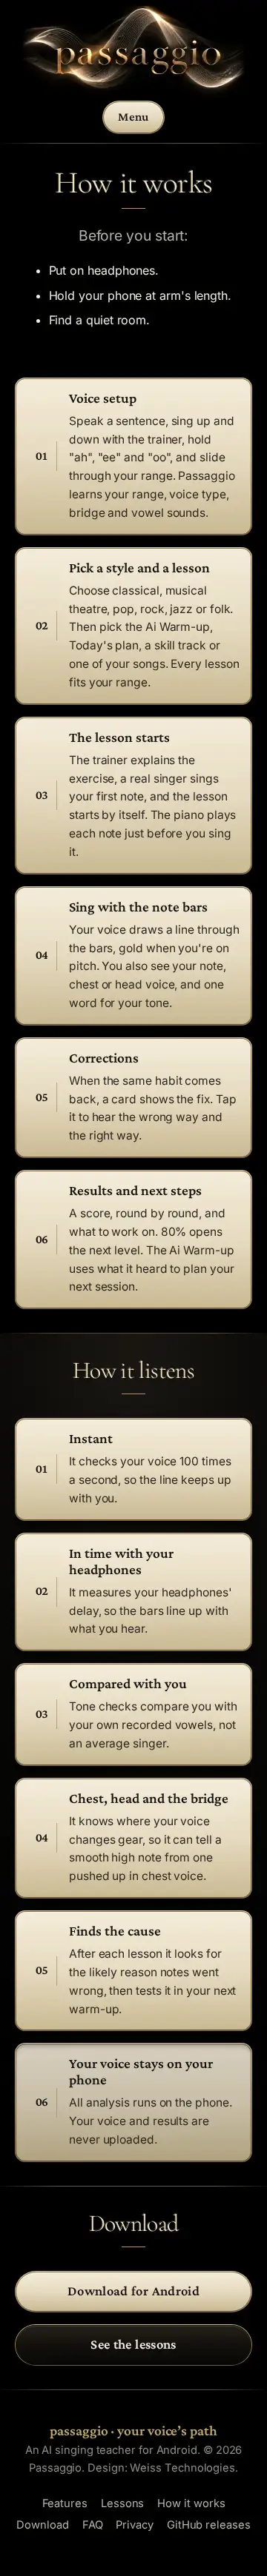 passaggio
Menu
How it works
Before you start:
• Put on headphones.
• Hold your phone at arm's length.
• Find a quiet room.
01
Voice setup
Speak a sentence, sing up and
down with the trainer, hold
"ah", "ee" and "oo", and slide
through your range. Passaggio
learns your range, voice type,
bridge and vowel sounds.
02
Pick a style and a lesson
Choose classical, musical
theatre, pop, rock, jazz or folk.
Then pick the Ai Warm-up,
Today's plan, a skill track or
one of your songs. Every lesson
fits your range.
03
The lesson starts
The trainer explains the
exercise, a real singer sings
your first note, and the lesson
starts by itself. The piano plays
each note just before you sing
it.
04
Sing with the note bars
Your voice draws a line through
the bars, gold when you're on
pitch. You also see your note,
chest or head voice, and one
word for your tone.
05
Corrections
When the same habit comes
back, a card shows the fix. Tap
it to hear the wrong way and
the right way.
06
Results and next steps
A score, round by round, and
what to work on. 80% opens
the next level. The Ai Warm-up
uses what it heard to plan your
next session.
How it listens
01
Instant
It checks your voice 100 times
a second, so the line keeps up
with you.
02
In time with your
headphones
It measures your headphones'
delay, so the bars line up with
what you hear.
03
Compared with you
Tone checks compare you with
your own recorded vowels, not
an average singer.
04
Chest, head and the bridge
It knows where your voice
changes gear, so it can tell a
smooth high note from one
pushed up in chest voice.
05
Finds the cause
After each lesson it looks for
the likely reason notes went
wrong, then tests it in your next
warm-up.
06
Your voice stays on your
phone
All analysis runs on the phone.
Your voice and results are
never uploaded.
Download
Download for Android
See the lessons
passaggio · your voice’s path
An AI singing teacher for Android. © 2026
Passaggio. Design: Weiss Technologies.
Features Lessons How it works
Download FAQ Privacy GitHub releases